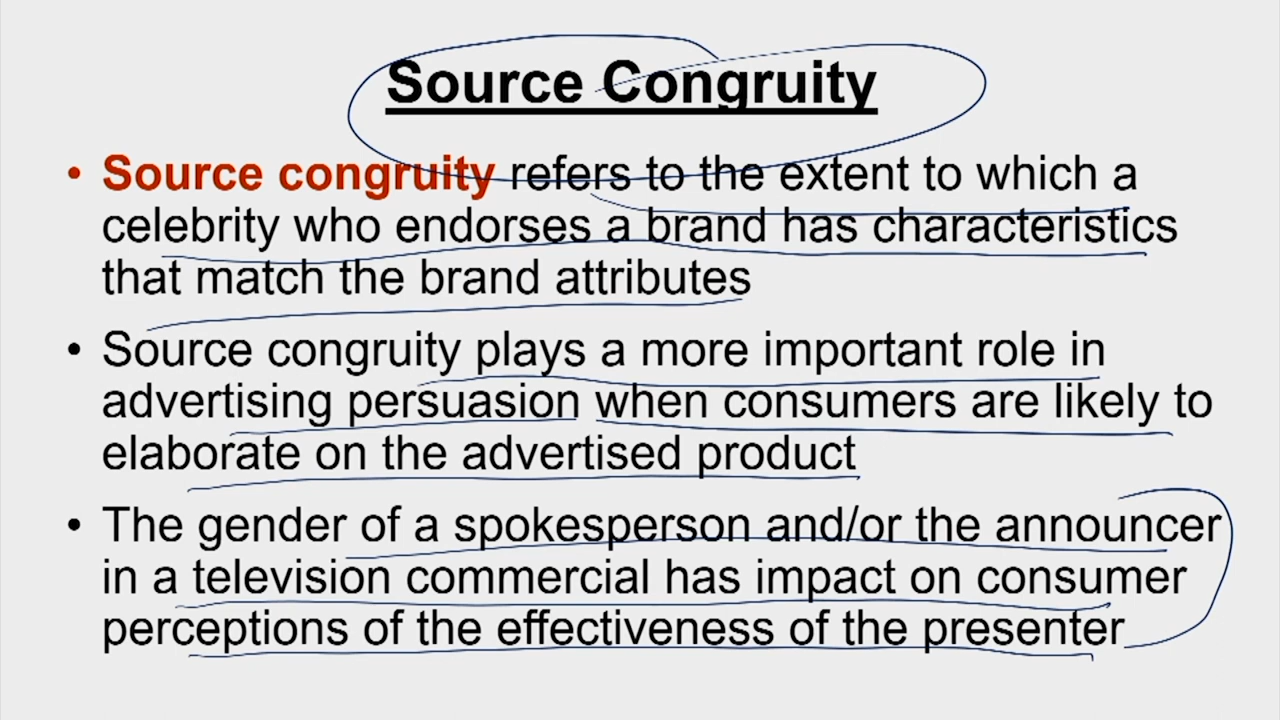 Source Congruity
• Source congruity refers to the extent to which a
celebrity who endorses a brand has characteristics
that match the brand attributes
• Source congruity plays a more important role in
advertising persuasion when consumers are likely to
elaborate on the advertised product
• The gender of a spokesperson and/or the announcer
in a television commercial has impact on consumer
perceptions of the effectiveness of the presenter